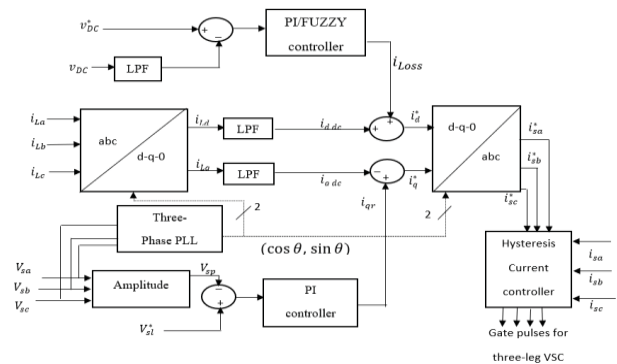 v*DC
PI/FUZZY
controller
vDC
LPF
iLoss
iLa
iLb
iLc
abc
d-q-0
iLd
LPF
id dc
i*d
iLq
LPF
iq dc
i*q
iqr
d-q-0
abc
i*sa
i*sb
i*sc
2
2
Three-
Phase PLL
(cos θ, sin θ)
Vsa
Vsb
Vsc
Amplitude
Vsp
V*sl
PI
controller
Hysteresis
Current
controller
isa
isb
isc
Gate pulses for
three-leg VSC